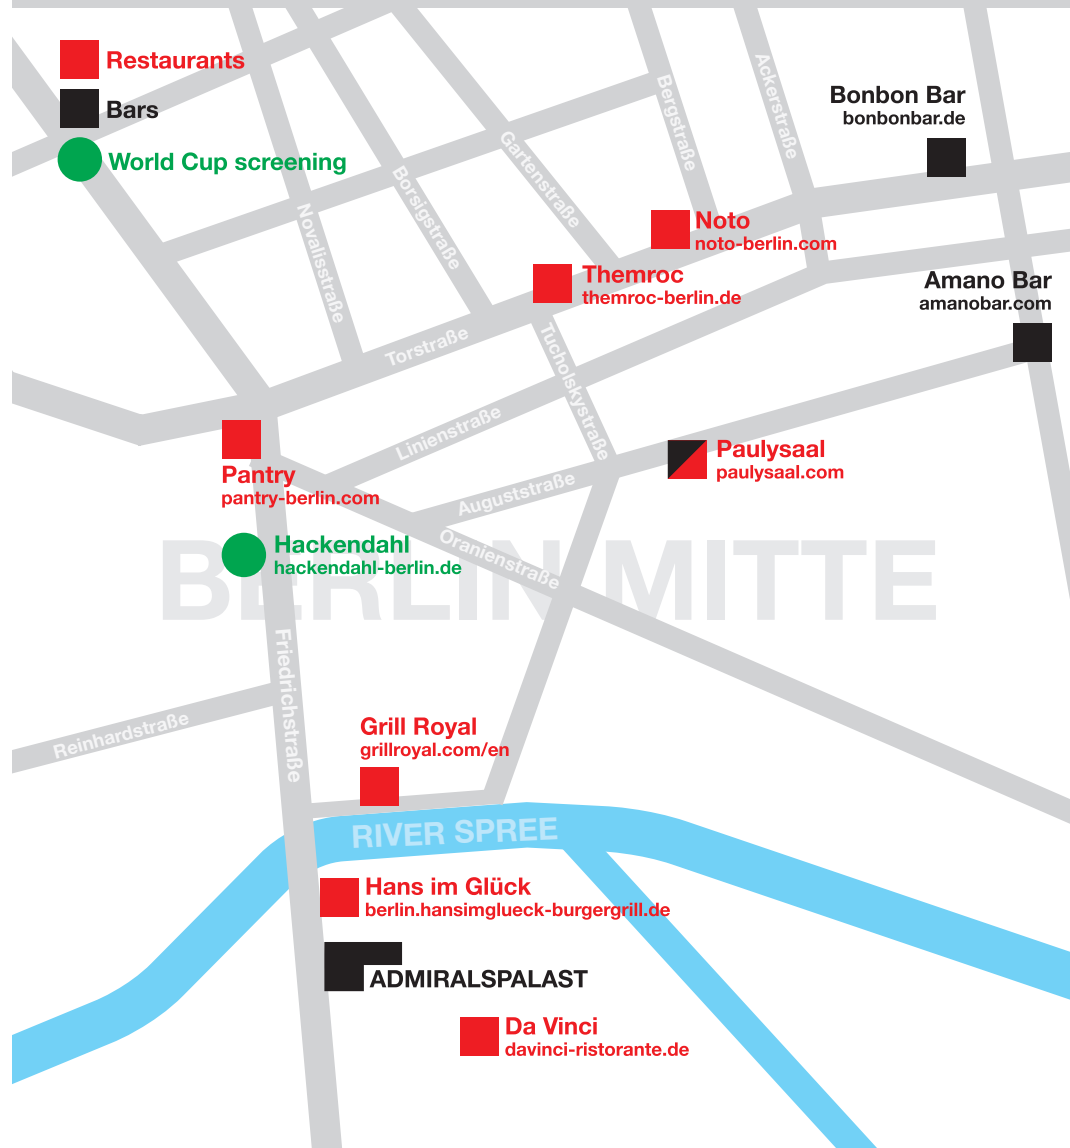 Restaurants
Bars
World Cup screening
Bergstraße
Ackerstraße
Bonbon Bar
bonbonbar.de
Gartenstraße
Borsigstraße
Novalisstraße
Noto
noto-berlin.com
Themroc
themroc-berlin.de
Amano Bar
amanobar.com
Torstraße
Tucholskystraße
Linienstraße
Pantry
pantry-berlin.com
Paulysaal
paulysaal.com
Auguststraße
Oranienstraße
Hackendahl
hackendahl-berlin.de
BERLIN MITTE
Friedrichstraße
Reinhardstraße
Grill Royal
grillroyal.com/en
RIVER SPREE
Hans im Glück
berlin.hansimglueck-burgergrill.de
ADMIRALSPALAST
Da Vinci
davinci-ristorante.de